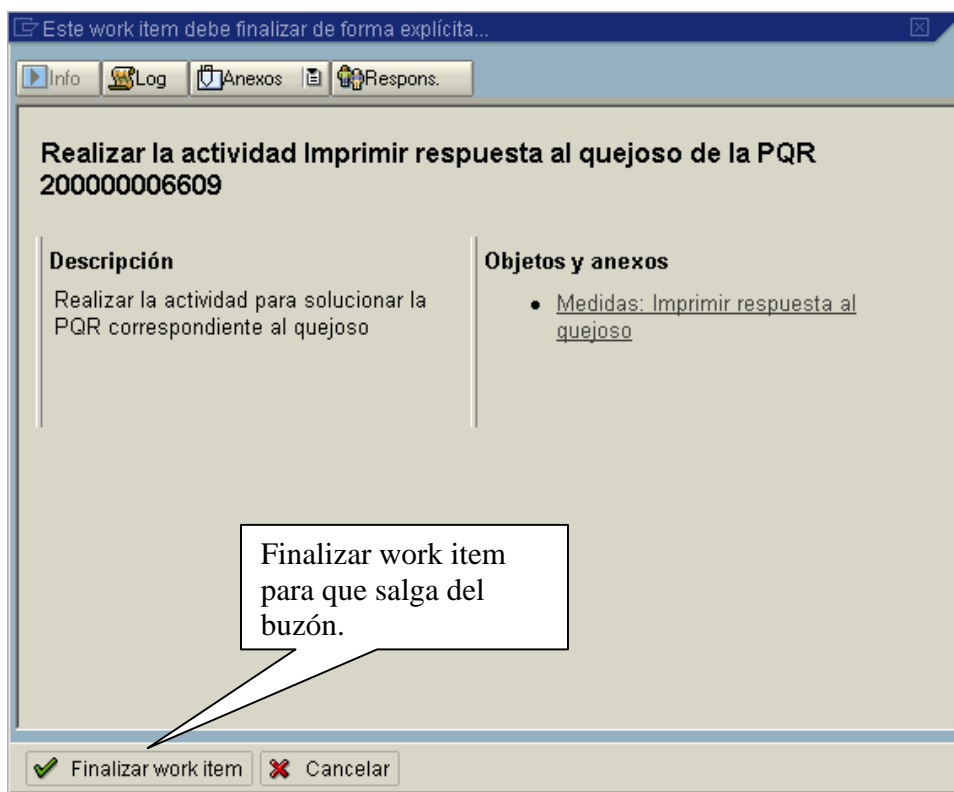 Este work item debe finalizar de forma explícita...
Info Log Anexos Respons.
Realizar la actividad Imprimir respuesta al quejoso de la PQR
200000006609
Descripción
Realizar la actividad para solucionar la
PQR correspondiente al quejoso
Objetos y anexos
Medidas: Imprimir respuesta al
quejoso
Finalizar work item
para que salga del
buzón.
Finalizar work item Cancelar